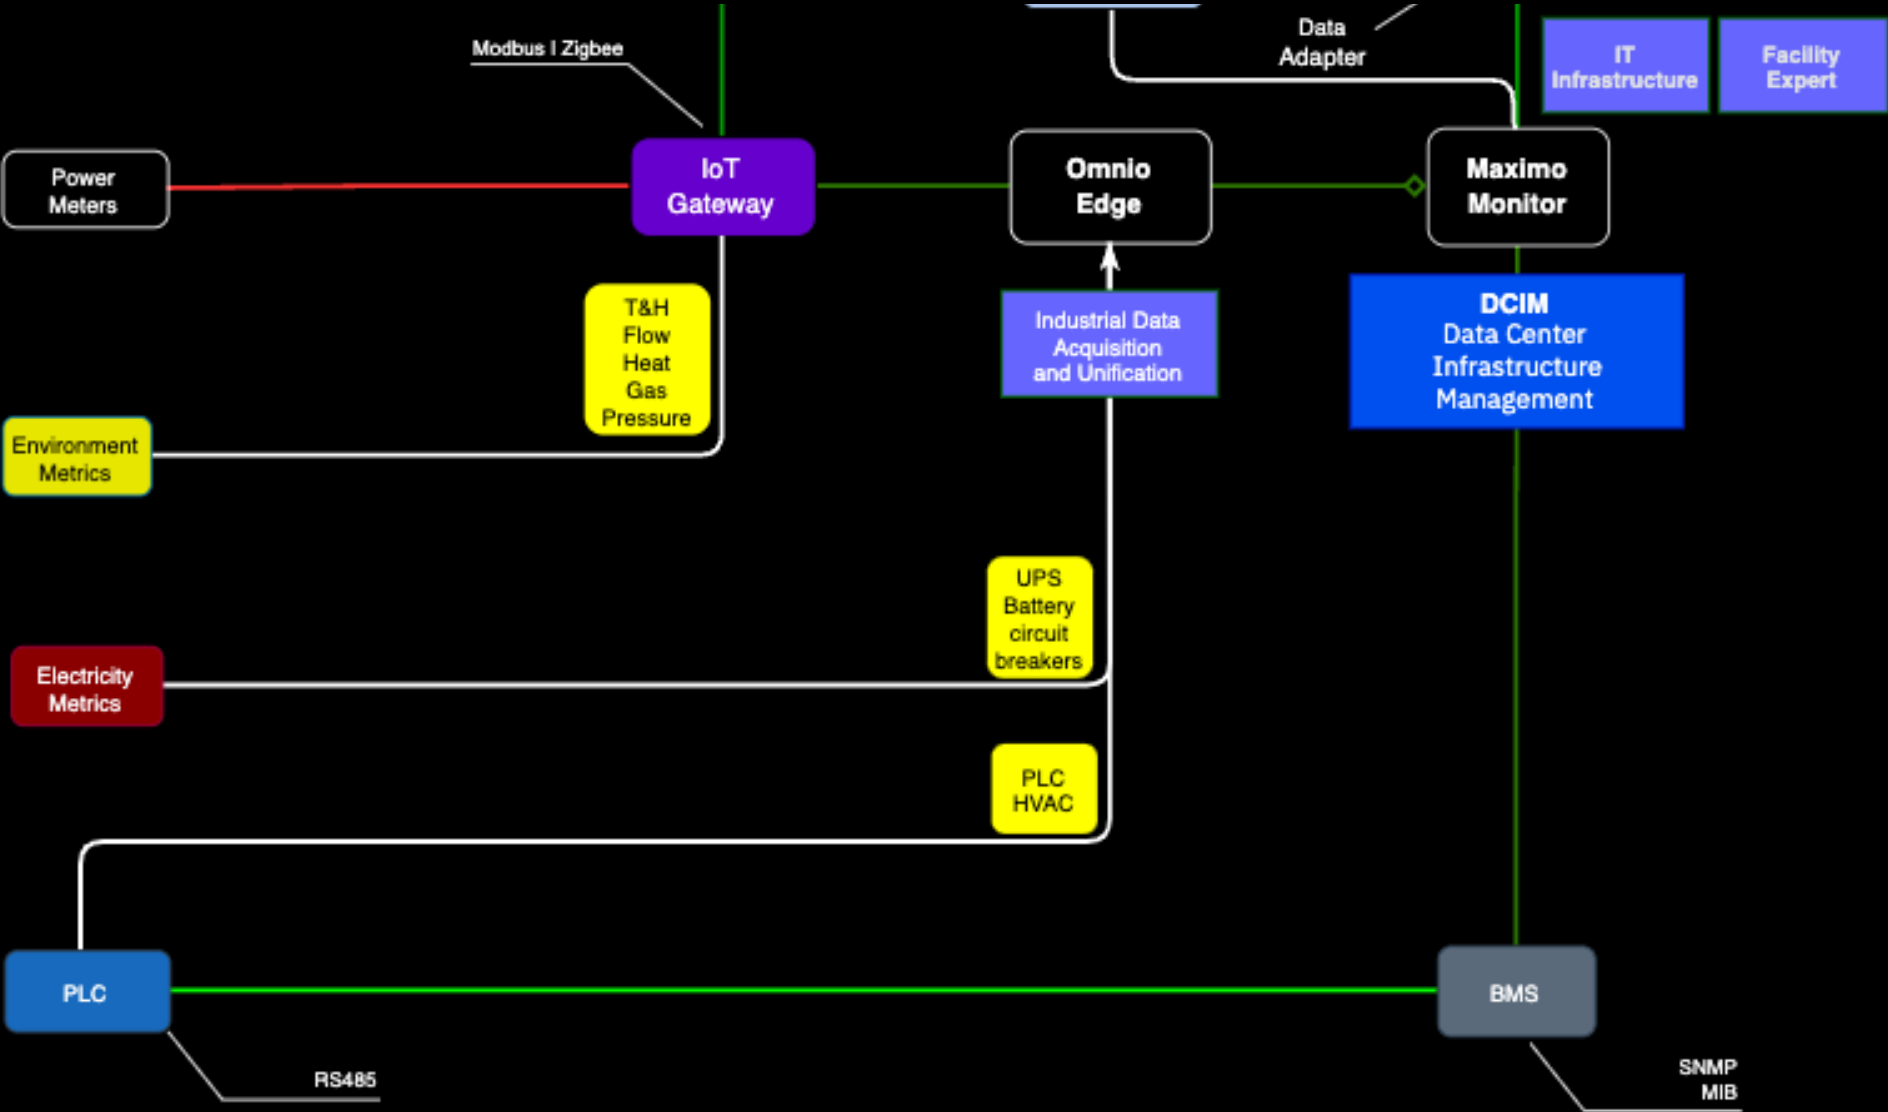 Modbus | Zigbee
Data
Adapter
IT
Infrastructure
Facility
Expert
Power
Meters
IoT
Gateway
Omnio
Edge
Maximo
Monitor
T&H
Flow
Heat
Gas
Pressure
Industrial Data
Acquisition
and Unification
DCIM
Data Center
Infrastructure
Management
Environment
Metrics
UPS
Battery
circuit
breakers
Electricity
Metrics
PLC
HVAC
PLC
BMS
RS485
SNMP
MIB